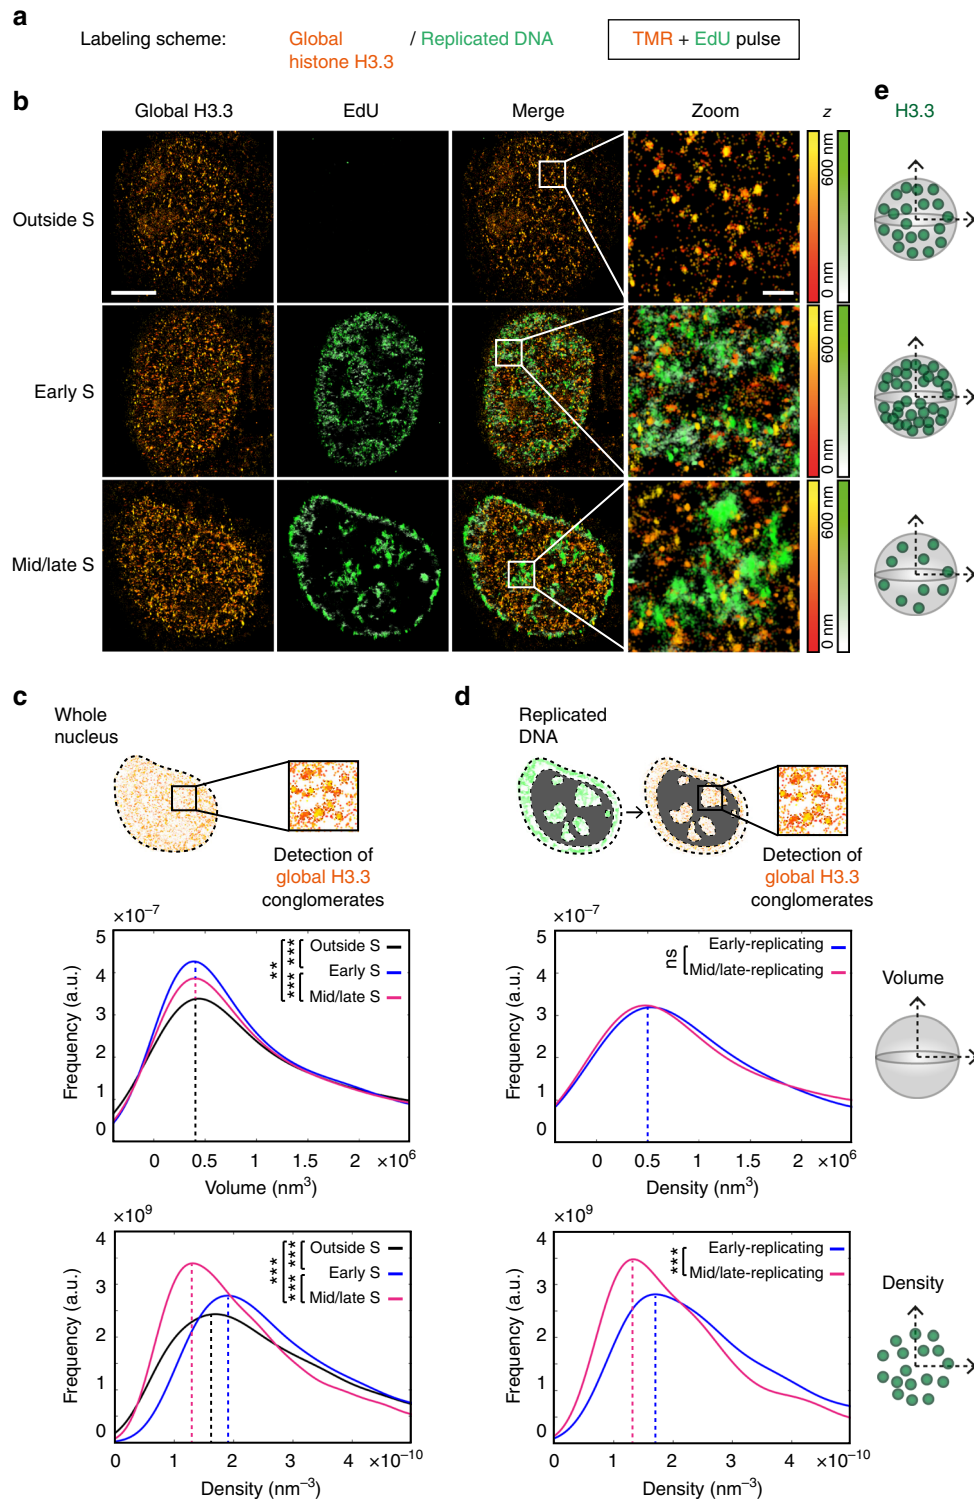 a
Labeling scheme:
Global
histone H3.3
/ Replicated DNA
TMR + EdU pulse
b
Global H3.3
EdU
Merge
Zoom
z
e
H3.3
Outside S
600 nm
0 nm
Early S
600 nm
0 nm
Mid/late S
600 nm
0 nm
c
Whole
nucleus
Detection of
global H3.3
conglomerates
d
Replicated
DNA
Detection of
global H3.3
conglomerates
×10–7
5
4
3
2
1
0
Frequency (a.u.)
Outside S
Early S
Mid/late S
***
**
***
0 0.5 1 1.5 2 ×106
Volume (nm3)
×10–7
5
4
3
2
1
0
Frequency (a.u.)
ns
Early-replicating
Mid/late-replicating
0 0.5 1 1.5 2 ×106
Density (nm3)
Volume
×109
4
3
2
1
0
Frequency (a.u.)
Outside S
Early S
Mid/late S
***
***
***
0 1 2 3 4 ×10–10
Density (nm–3)
×109
4
3
2
1
0
Frequency (a.u.)
***
Early-replicating
Mid/late-replicating
0 1 2 3 4 ×10–10
Density (nm–3)
Density